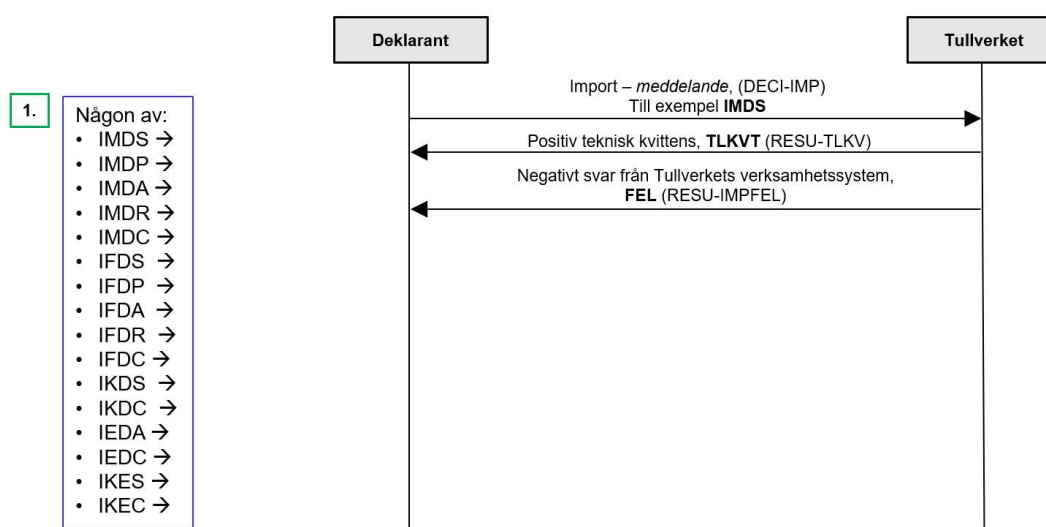 Deklarant
Tullverket
Import – meddelande, (DECI-IMP)
Till exempel IMDS
Positiv teknisk kvittens, TLKVT (RESU-TLKV)
Negativt svar från Tullverkets verksamhetssystem,
FEL (RESU-IMPFEL)
1.
Någon av:
• IMDS →
• IMDP →
• IMDA →
• IMDR →
• IMDC →
• IFDS →
• IFDP →
• IFDA →
• IFDR →
• IFDC →
• IKDS →
• IKDC →
• IEDA →
• IEDC →
• IKES →
• IKEC →